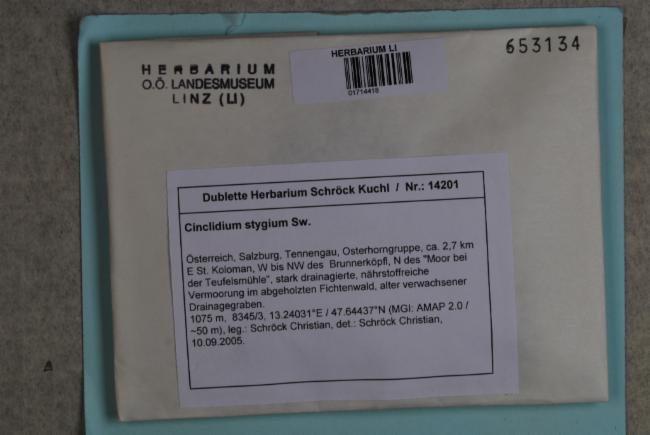 HERBARIUM
O.Ö. LANDESMUSEUM
LINZ (LI)
HERBARIUM LI
01714418
653134
Dublette Herbarium Schröck Kuchl / Nr.: 14201
Cinclidium stygium Sw.
Österreich, Salzburg, Tennengau, Osterhorngruppe, ca. 2,7 km
E St. Koloman, W bis NW des Brunnerköpfl, N des "Moor bei
der Teufelsmühle", stark drainagierte, nährstoffreiche
Vermoorung im abgeholzten Fichtenwald, alter verwachsener
Drainagegraben.
1075 m, 8345/3, 13.24031°E / 47.64437°N (MGI: AMAP 2.0 /
~50 m), leg.: Schröck Christian, det.: Schröck Christian,
10.09.2005.